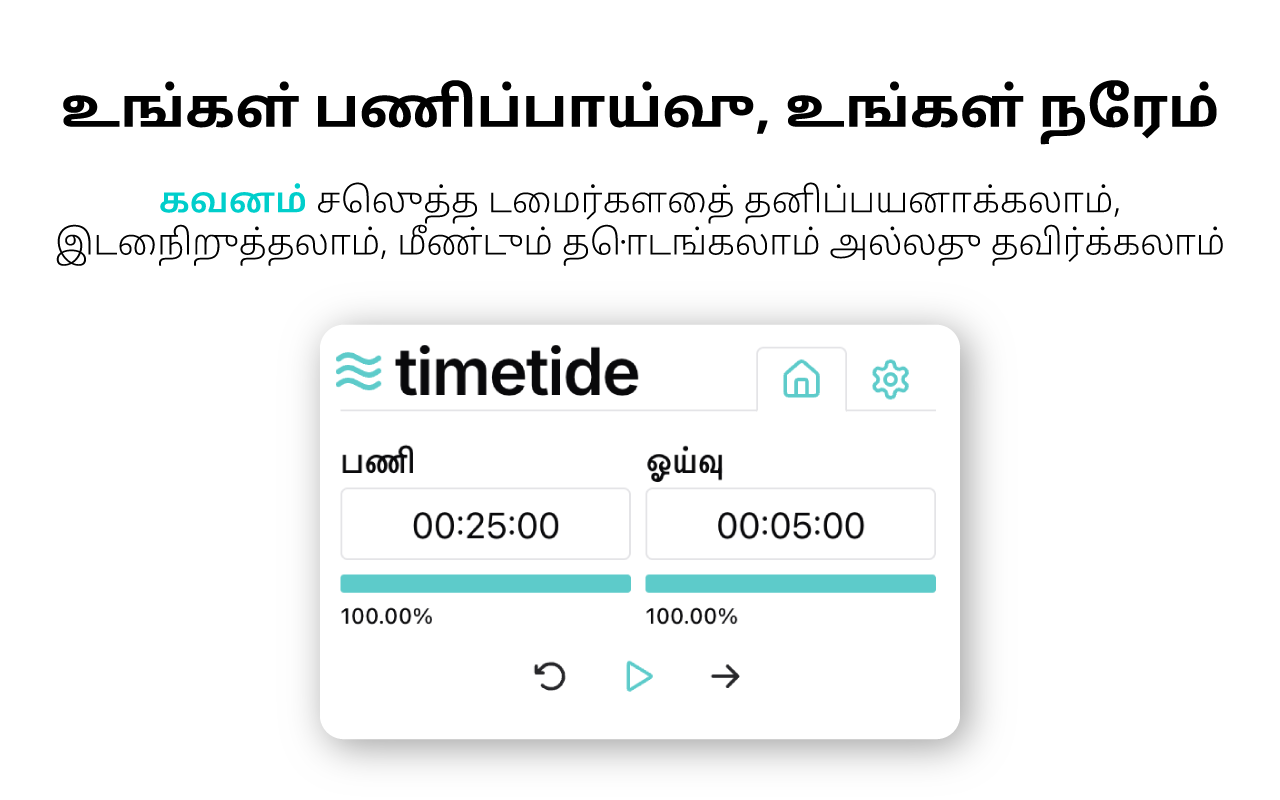 உங்கள் பணிப்பாய்வு, உங்கள் நரேம்
கவனம் சலெுத்த டமைர்களதைை் தனிப்பயனாக்கலாம்,
இடநிைறுத்தலாம், மீண்டும் தாெடங்கலாம் அல்லது தவிர்க்கலாம்
timetide
பணி
ஓய்வு
00:25:00
00:05:00
100.00%
100.00%